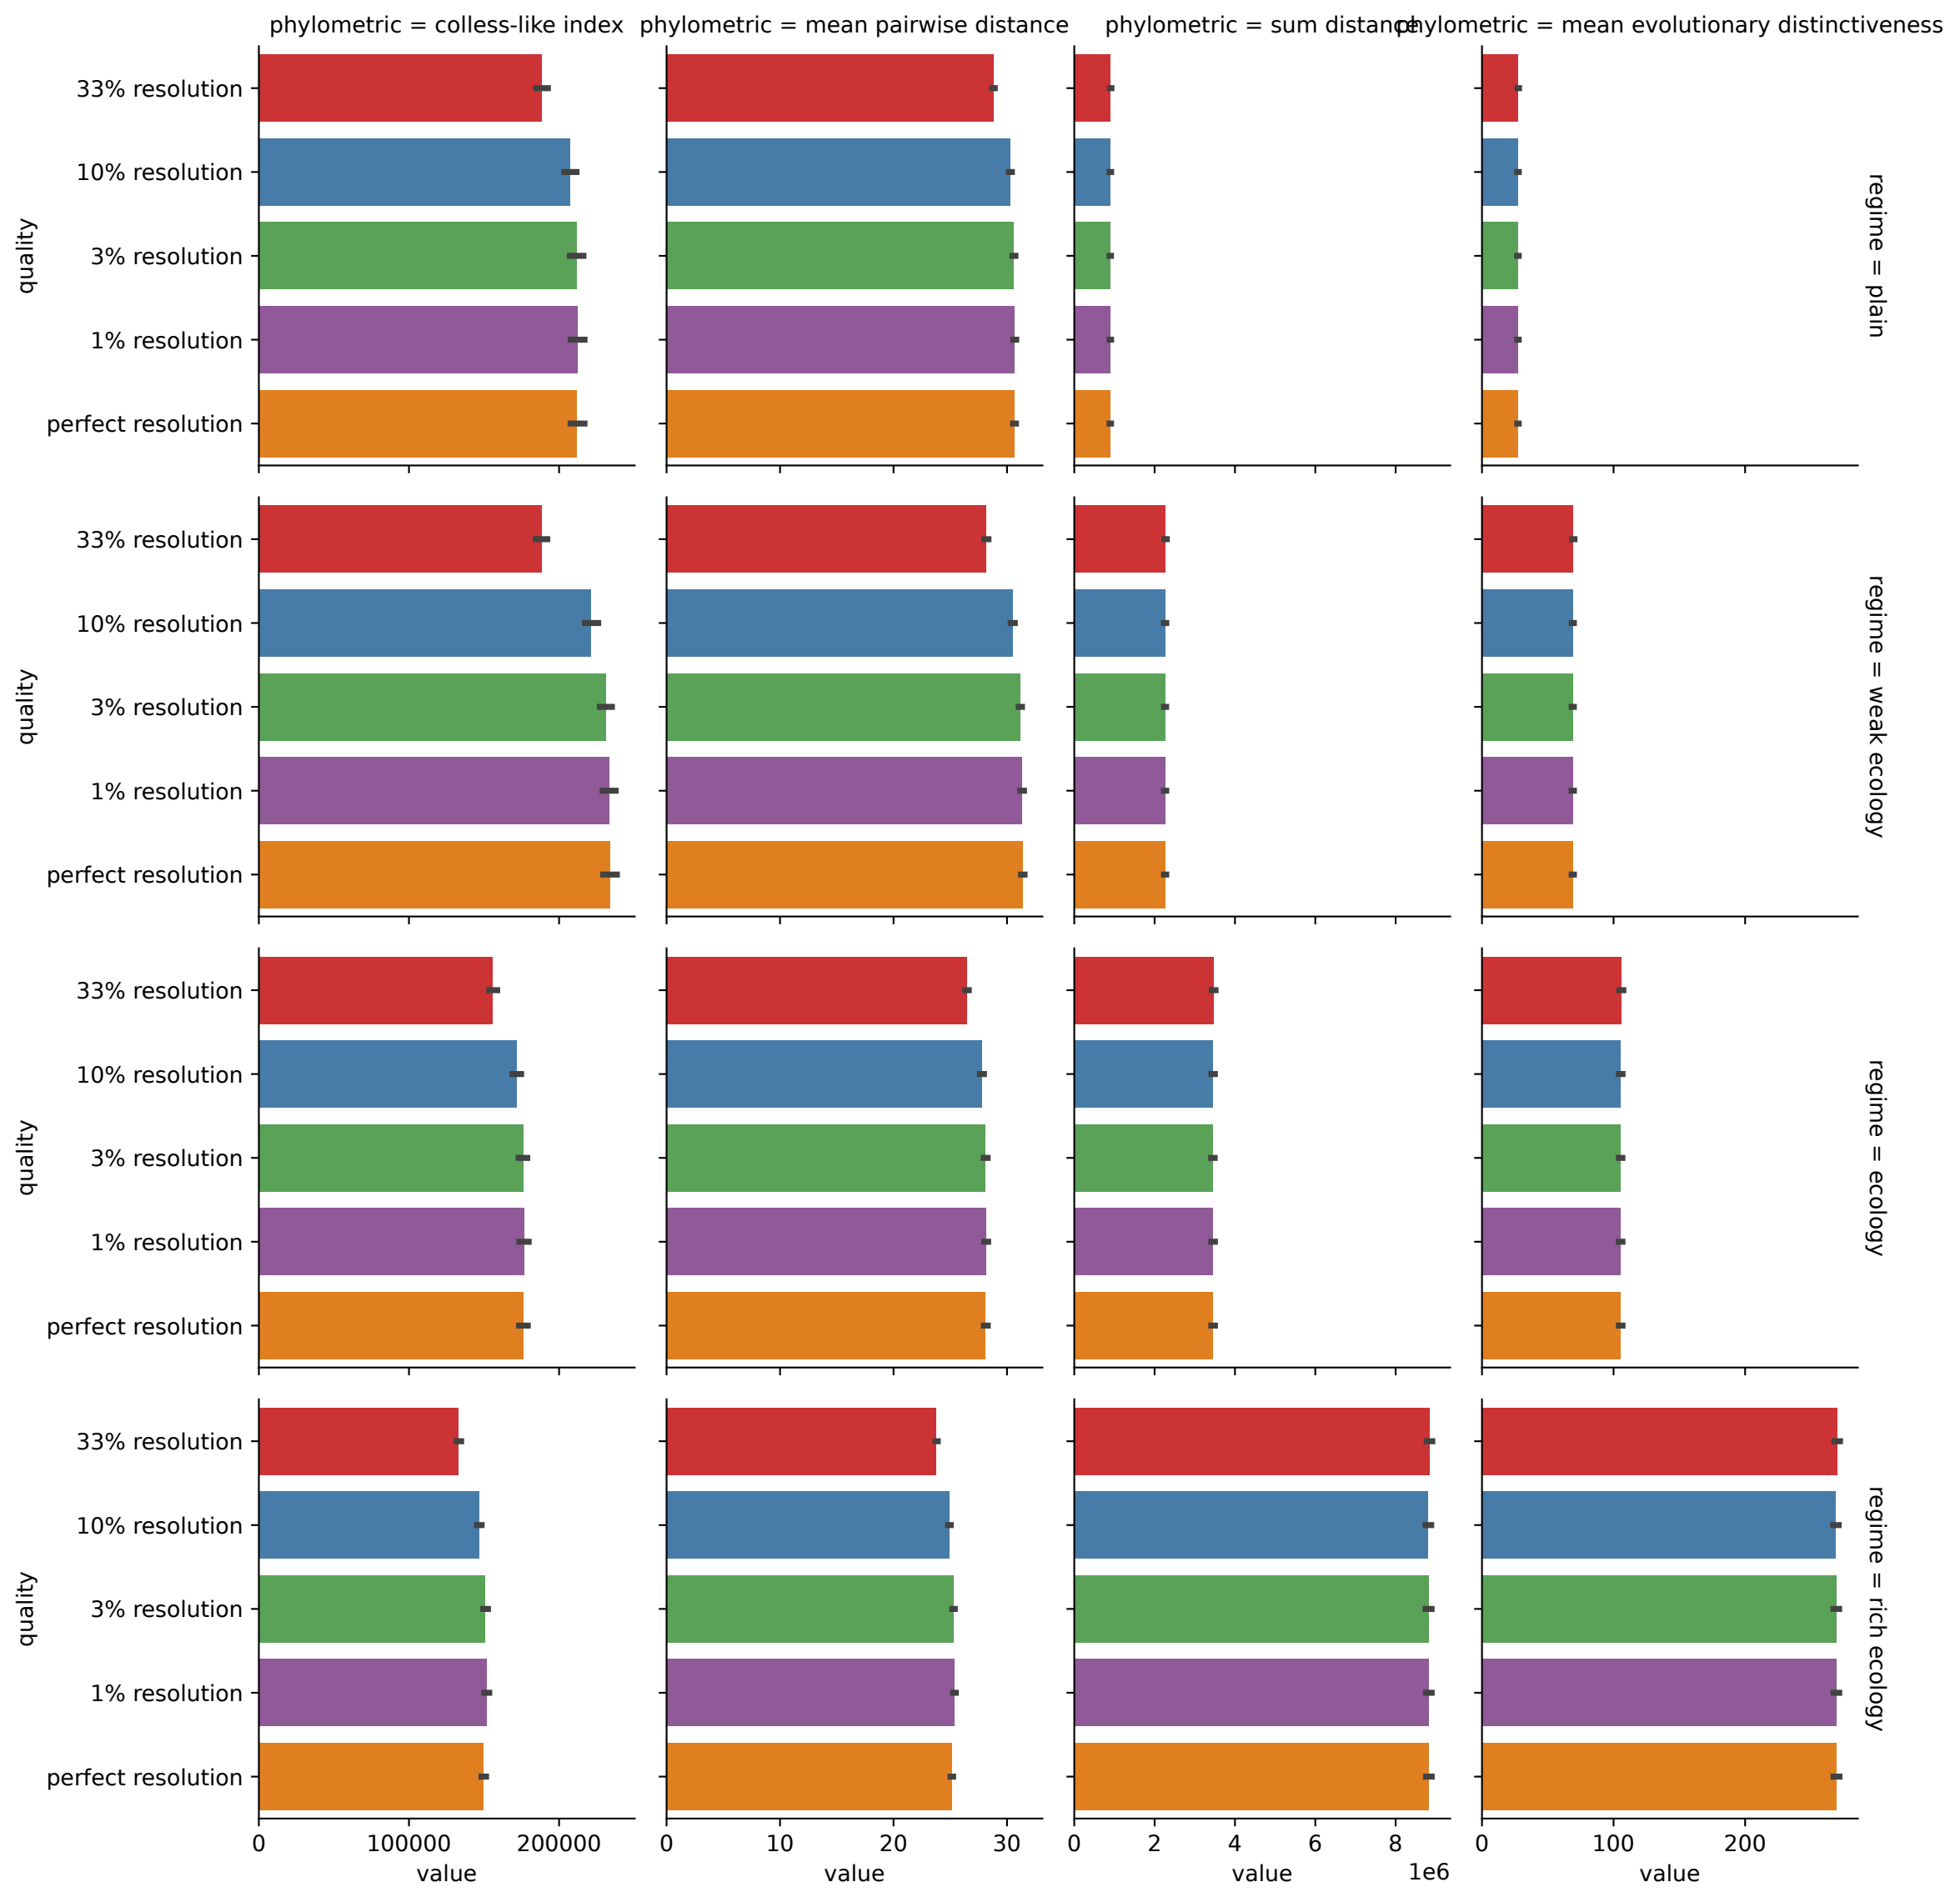 phylometric = colless-like index
phylometric = mean pairwise distance
phylometric = sum distance
phylometric = mean evolutionary distinctiveness
quality
33% resolution
10% resolution
3% resolution
1% resolution
perfect resolution
regime = plain
quality
33% resolution
10% resolution
3% resolution
1% resolution
perfect resolution
regime = weak ecology
quality
33% resolution
10% resolution
3% resolution
1% resolution
perfect resolution
regime = ecology
quality
33% resolution
10% resolution
3% resolution
1% resolution
perfect resolution
regime = rich ecology
0 100000 200000
value
0 10 20 30
value
0 2 4 6 8
1e6
value
0 100 200
value